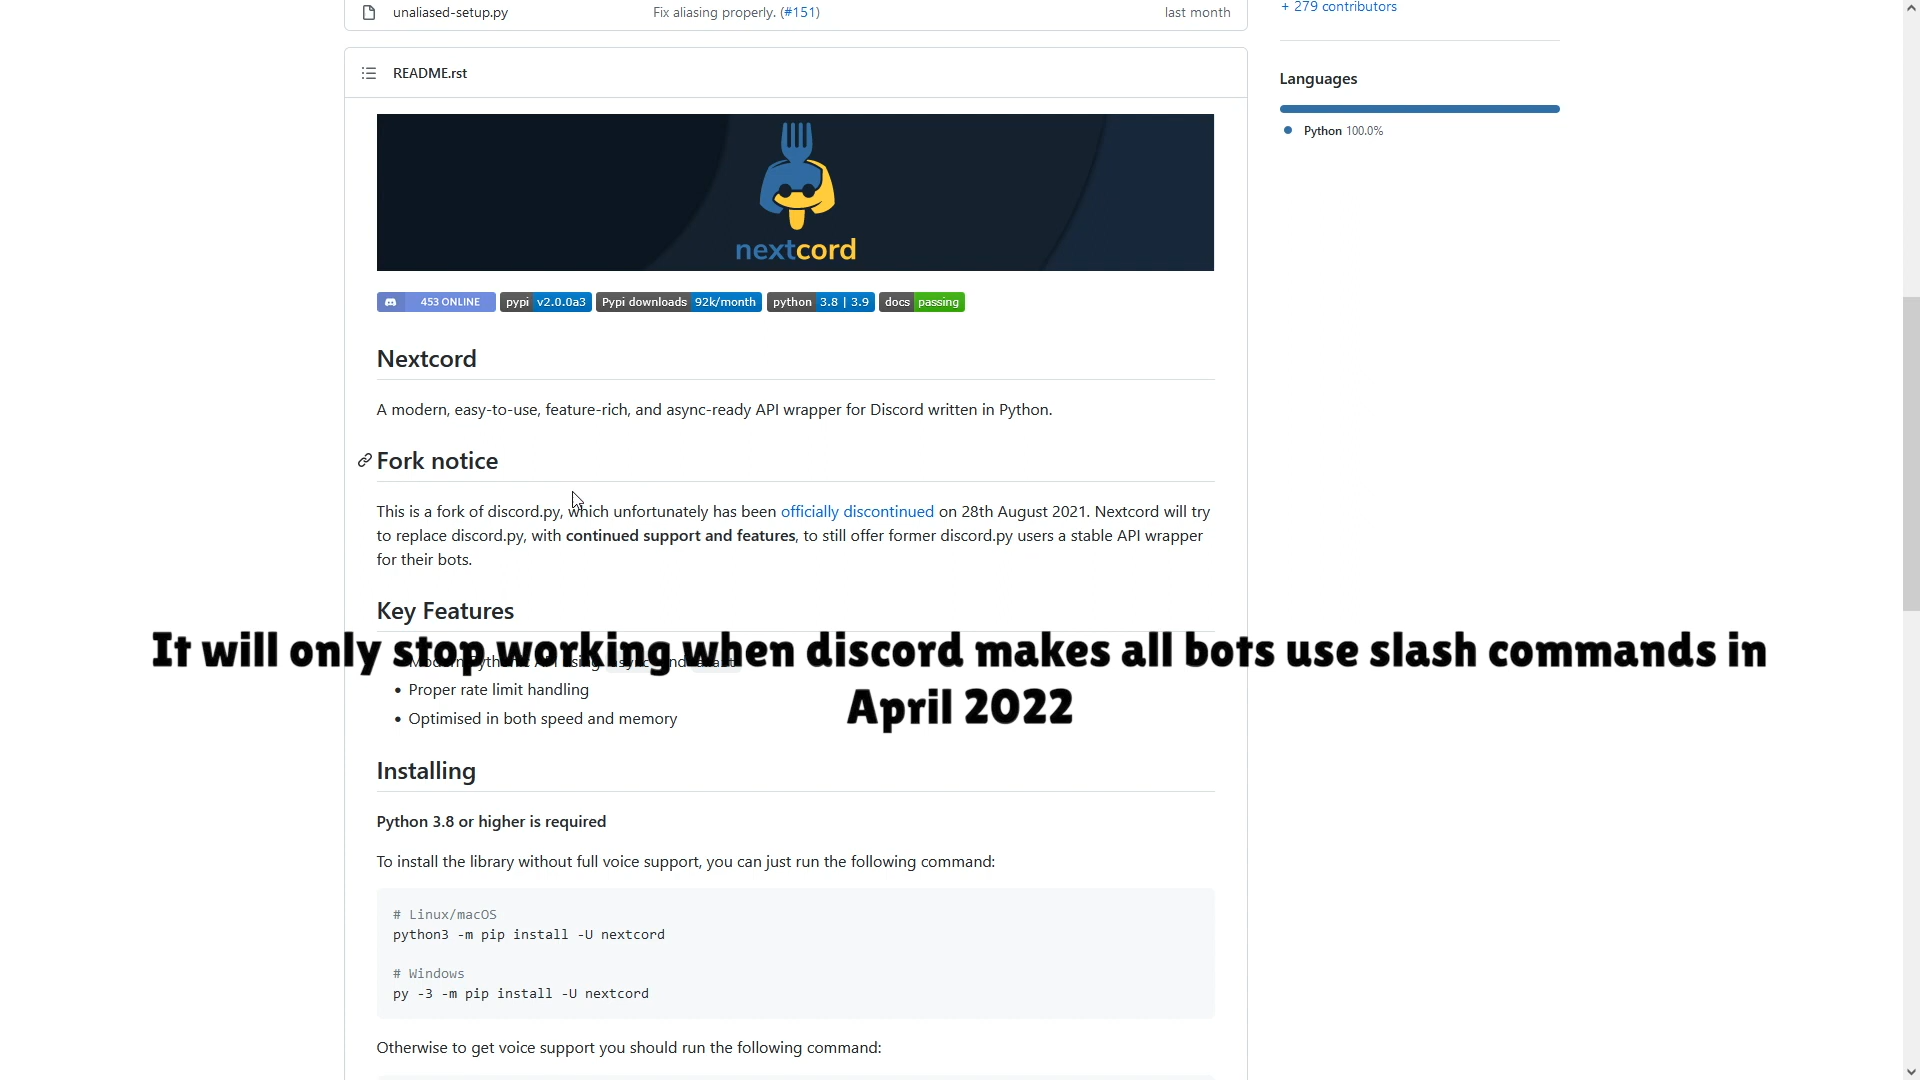 unaliased-setup.py Fix aliasing properly. (#151) last month
+ 279 contributors
README.rst
Languages
Python 100.0%
nextcord
453 ONLINE pypi v2.0.0a3 Pypi downloads 92k/month python 3.8 | 3.9 docs passing
Nextcord
A modern, easy-to-use, feature-rich, and async-ready API wrapper for Discord written in Python.
Fork notice
This is a fork of discord.py, which unfortunately has been officially discontinued on 28th August 2021. Nextcord will try
to replace discord.py, with continued support and features, to still offer former discord.py users a stable API wrapper
for their bots.
Key Features
It will only stop working when discord makes all bots use slash commands in
April 2022
• Proper rate limit handling
• Optimised in both speed and memory
Installing
Python 3.8 or higher is required
To install the library without full voice support, you can just run the following command:
# Linux/macOS
python3 -m pip install -U nextcord
# Windows
py -3 -m pip install -U nextcord
Otherwise to get voice support you should run the following command: